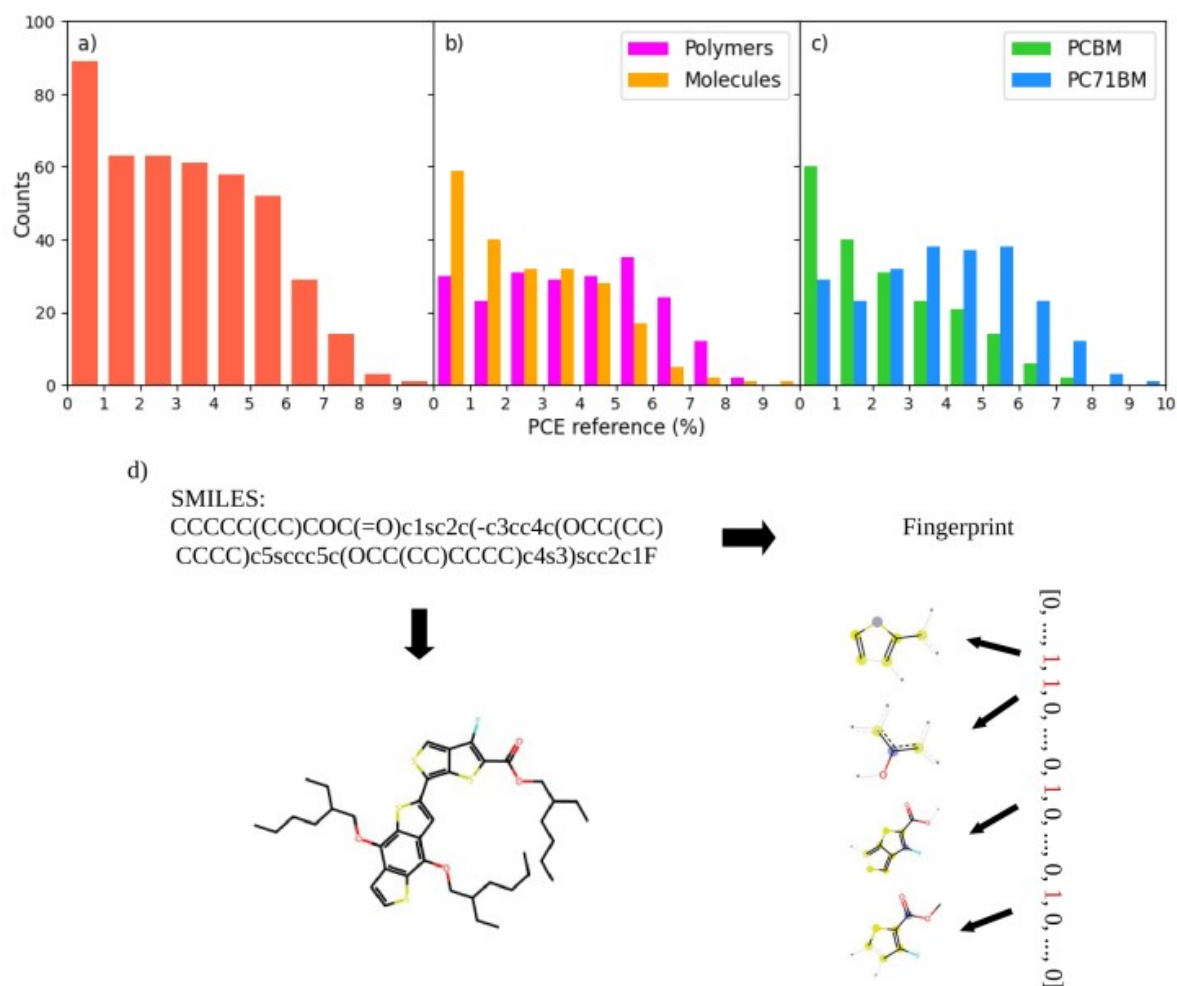 a)
b)
c)
Polymers
Molecules
PCBM
PC71BM
100
80
60
40
20
0
Counts
0 1 2 3 4 5 6 7 8 9
0 1 2 3 4 5 6 7 8 9
0 1 2 3 4 5 6 7 8 9 10
PCE reference (%)
d)
SMILES:
CCCCC(CC)COC(=O)c1sc2c(-c3cc4c(OCC(CC)
CCCC)c5sccc5c(OCC(CC)CCCC)c4s3)scc2c1F
Fingerprint
[0, ..., 1, 1, 0, ..., 0, 1, 0, ..., 0, 1, 0, ..., 0]